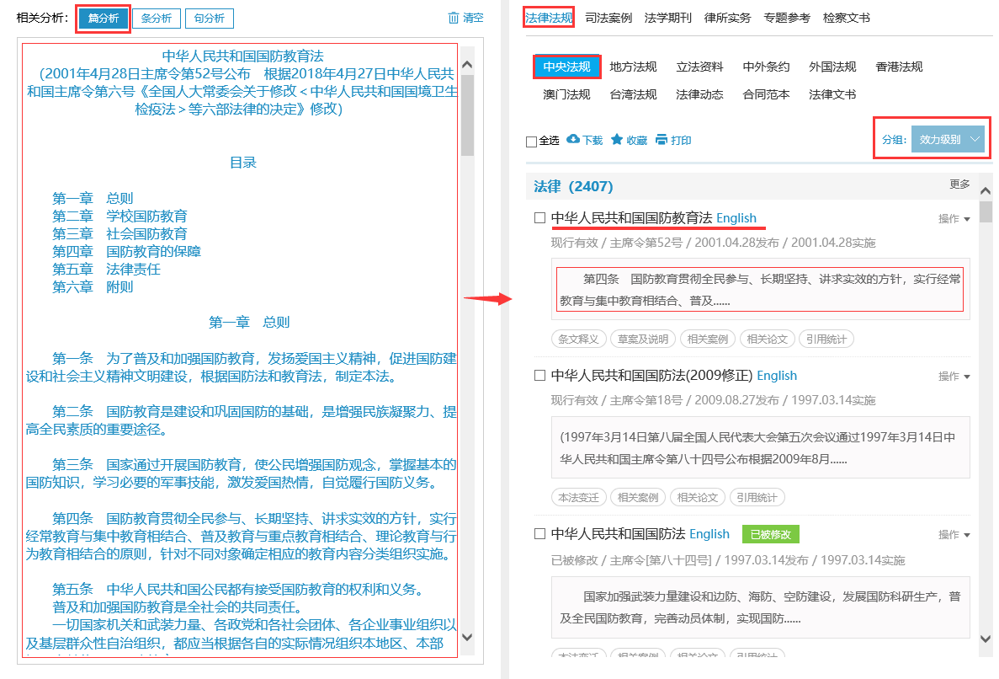 相关分析： 篇分析 条分析 句分析 清空
中华人民共和国国防教育法
（2001年4月28日主席令第52号公布　根据2018年4月27日中华人民共
和国主席令第六号《全国人大常委会关于修改＜中华人民共和国国境卫生
检疫法＞等六部法律的决定》修改）
目录
第一章　总则
第二章　学校国防教育
第三章　社会国防教育
第四章　国防教育的保障
第五章　法律责任
第六章　附则
第一章　总则
第一条　为了普及和加强国防教育，发扬爱国主义精神，促进国防建
设和社会主义精神文明建设，根据国防法和教育法，制定本法。
第二条　国防教育是建设和巩固国防的基础，是增强民族凝聚力、提
高全民素质的重要途径。
第三条　国家通过开展国防教育，使公民增强国防观念，掌握基本的
国防知识，学习必要的军事技能，激发爱国热情，自觉履行国防义务。
第四条　国防教育贯彻全民参与、长期坚持、讲求实效的方针，实行
经常教育与集中教育相结合、普及教育与重点教育相结合、理论教育与行
为教育相结合的原则，针对不同对象确定相应的教育内容分类组织实施。
第五条　中华人民共和国公民都有接受国防教育的权利和义务。
普及和加强国防教育是全社会的共同责任。
一切国家机关和武装力量、各政党和各社会团体、各企业事业组织以
及基层群众性自治组织，都应当根据各自的实际情况组织本地区、本部
法律法规 司法案例 法学期刊 律所实务 专题参考 检察文书
中央法规 地方法规 立法资料 中外条约 外国法规 香港法规
澳门法规 台湾法规 法律动态 合同范本 法律文书
全选 下载 收藏 打印 分组: 效力级别
法律（2407） 更多
中华人民共和国国防教育法 English 操作
现行有效 / 主席令第52号 / 2001.04.28发布 / 2001.04.28实施
第四条　国防教育贯彻全民参与、长期坚持、讲求实效的方针，实行经常
教育与集中教育相结合、普及......
条文释义 草案及说明 相关案例 相关论文 引用统计
中华人民共和国国防法(2009修正) English 操作
现行有效 / 主席令第18号 / 2009.08.27发布 / 1997.03.14实施
(1997年3月14日第八届全国人民代表大会第五次会议通过1997年3月14日中
华人民共和国主席令第八十四号公布根据2009年8月......
本法变迁 相关案例 相关论文 引用统计
中华人民共和国国防法 English 已被修改 操作
已被修改 / 主席令[第八十四号] / 1997.03.14发布 / 1997.03.14实施
国家加强武装力量建设和边防、海防、空防建设，发展国防科研生产，普
及全民国防教育，完善动员体制，实现国防......
本法变迁 相关案例 相关论文 引用统计